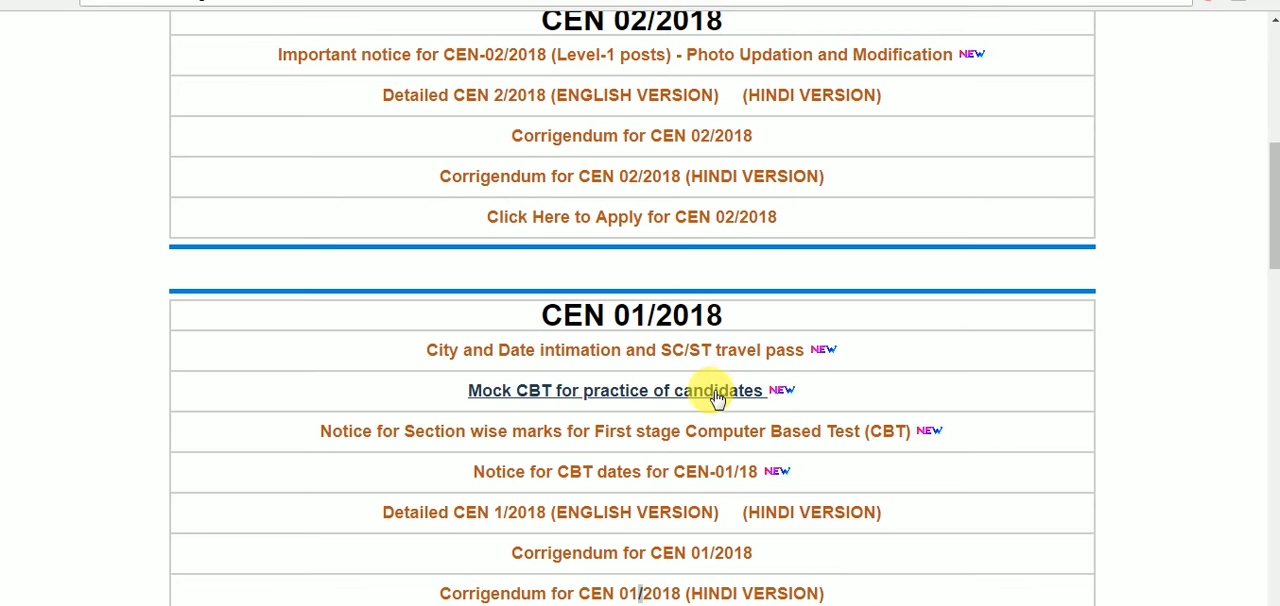 CEN 02/2018
Important notice for CEN-02/2018 (Level-1 posts) - Photo Updation and Modification NEW
Detailed CEN 2/2018 (ENGLISH VERSION) (HINDI VERSION)
Corrigendum for CEN 02/2018
Corrigendum for CEN 02/2018 (HINDI VERSION)
Click Here to Apply for CEN 02/2018
CEN 01/2018
City and Date intimation and SC/ST travel pass NEW
Mock CBT for practice of candidates NEW
Notice for Section wise marks for First stage Computer Based Test (CBT) NEW
Notice for CBT dates for CEN-01/18 NEW
Detailed CEN 1/2018 (ENGLISH VERSION) (HINDI VERSION)
Corrigendum for CEN 01/2018
Corrigendum for CEN 01/2018 (HINDI VERSION)